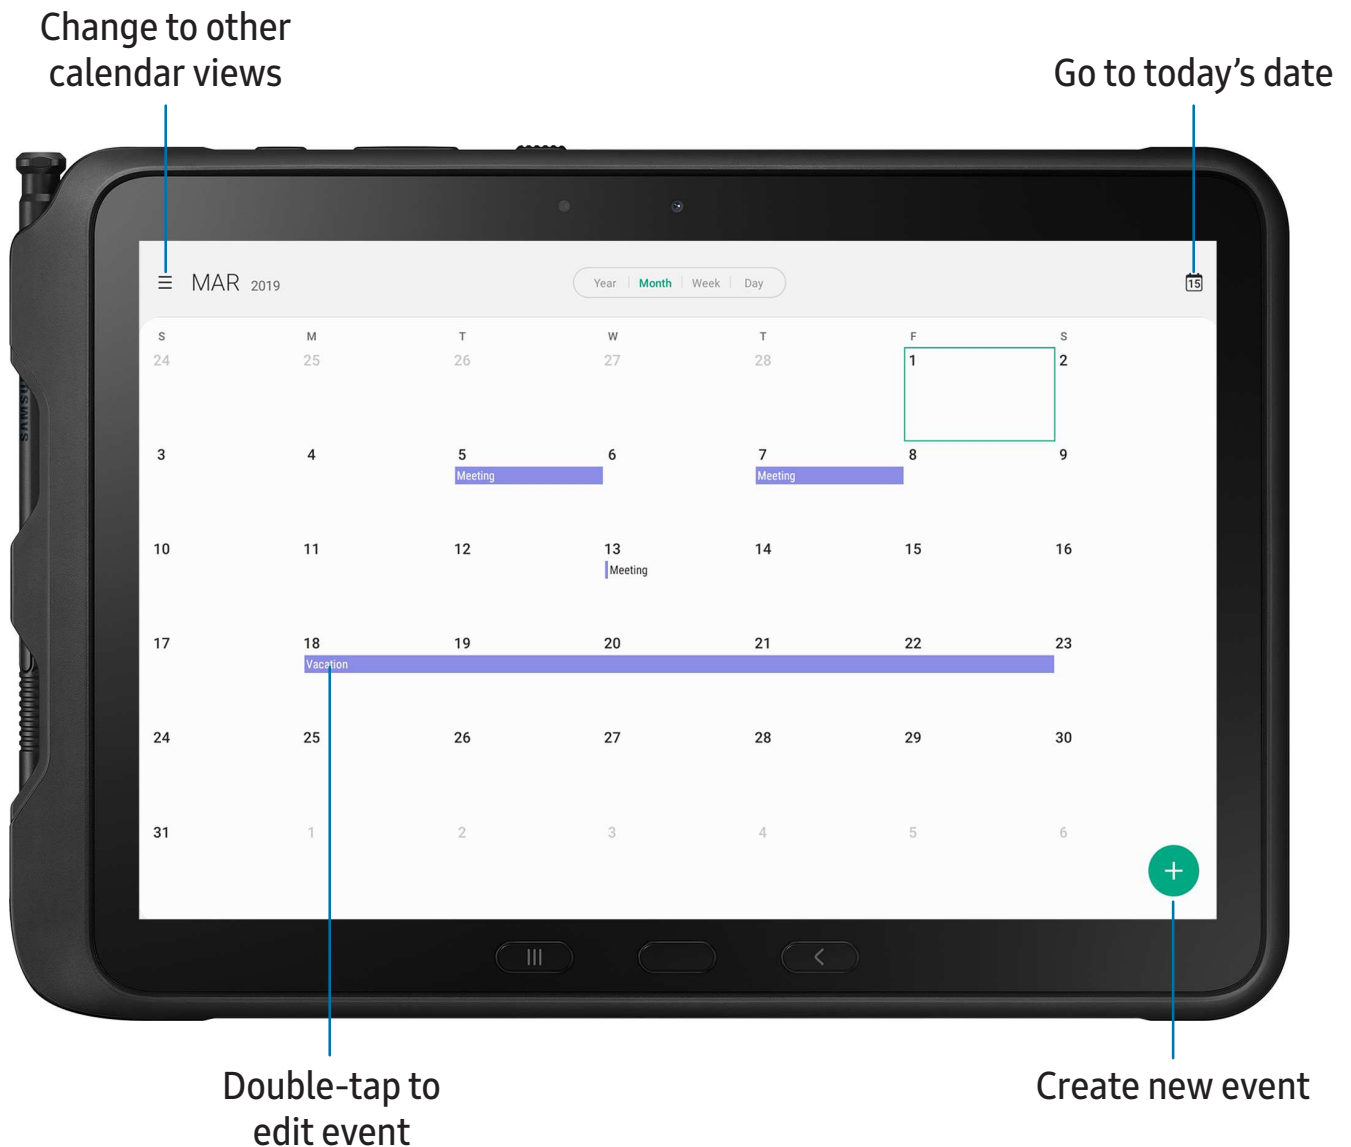 Change to other
calendar views
Go to today’s date
MAR 2019
Year Month Week Day
15
S M T W T F S
24 25 26 27 28 1 2
3 4 5 6 7 8 9
Meeting Meeting
10 11 12 13 14 15 16
Meeting
17 18 19 20 21 22 23
Vacation
24 25 26 27 28 29 30
31 1 2 3 4 5 6
SAMSUNG
Double-tap to
edit event
Create new event